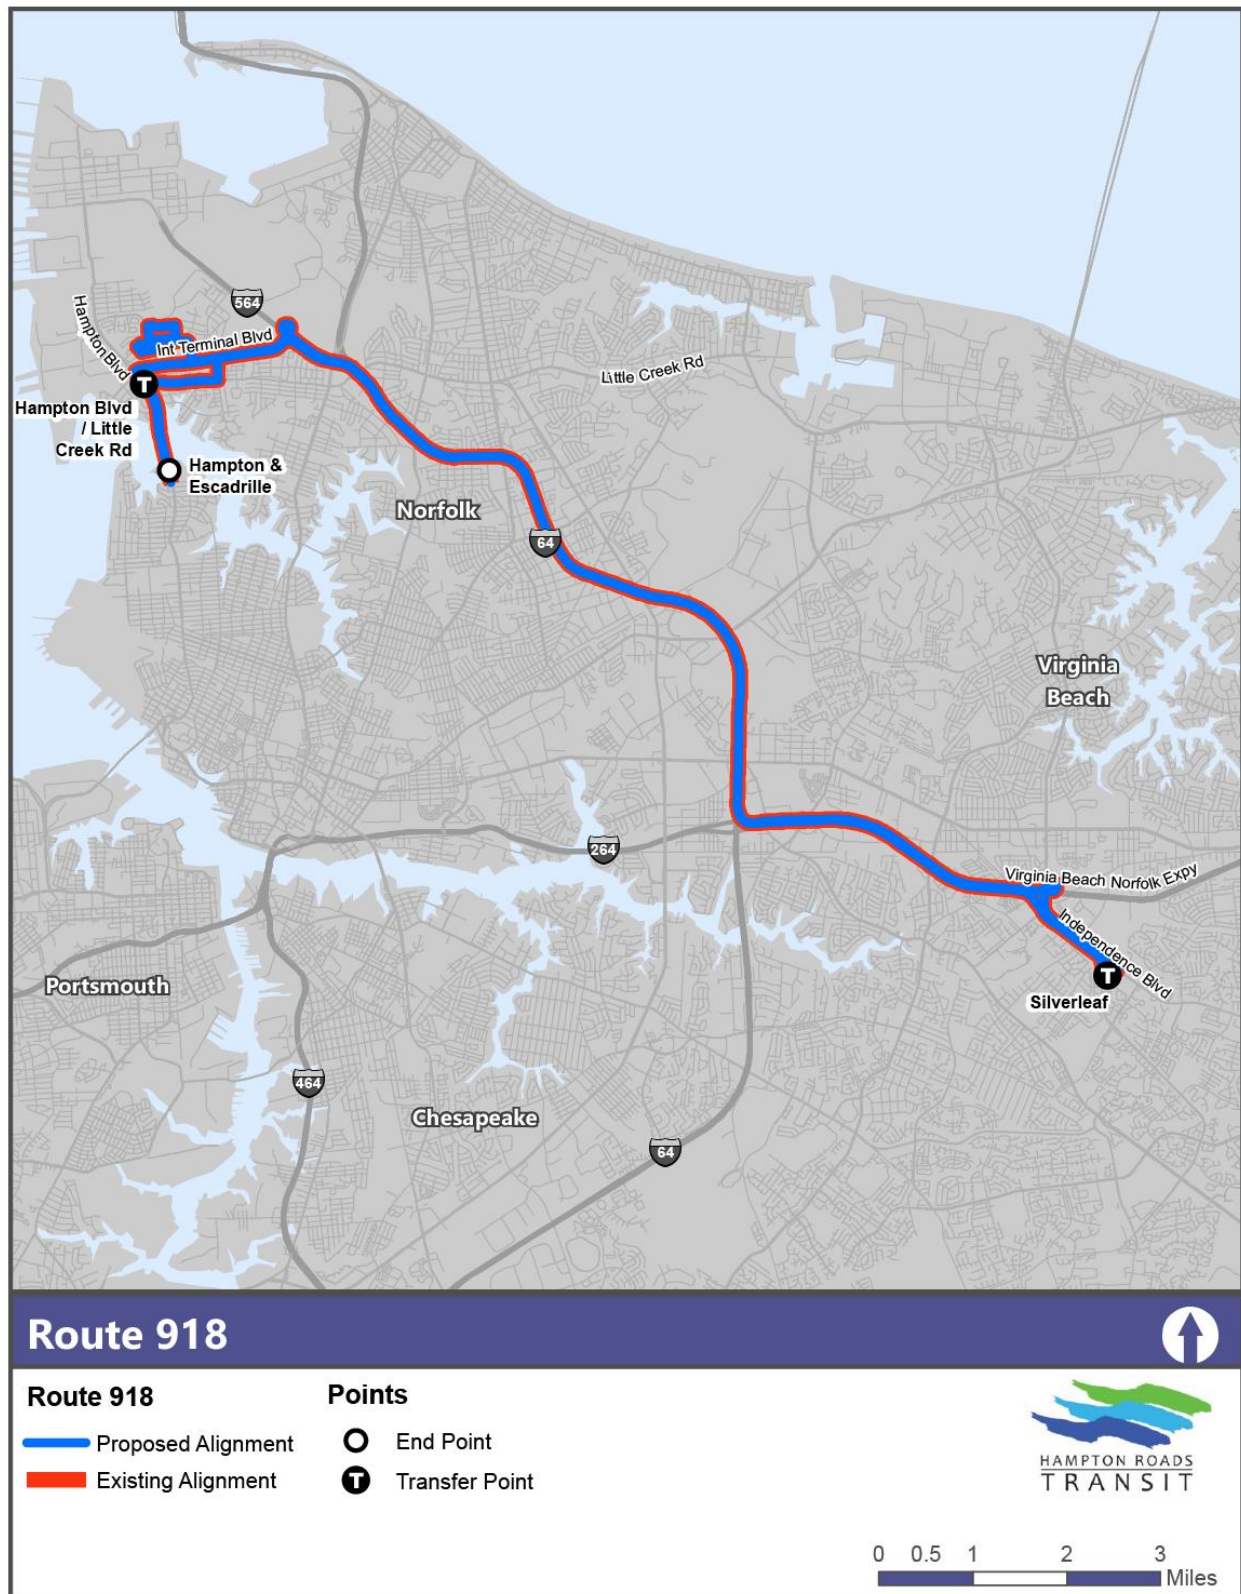 564
Hampton Blvd
Int Terminal Blvd
Little Creek Rd
T
Hampton Blvd
/ Little
Creek Rd
Hampton &
Escadrille
Norfolk
64
Virginia
Beach
264
Virginia Beach Norfolk Expy
Independence Blvd
T
Silverleaf
Portsmouth
464
Chesapeake
64
Route 918
Route 918
Proposed Alignment
Existing Alignment
Points
End Point
T Transfer Point
HAMPTON ROADS
TRANSIT
0 0.5 1 2 3
Miles